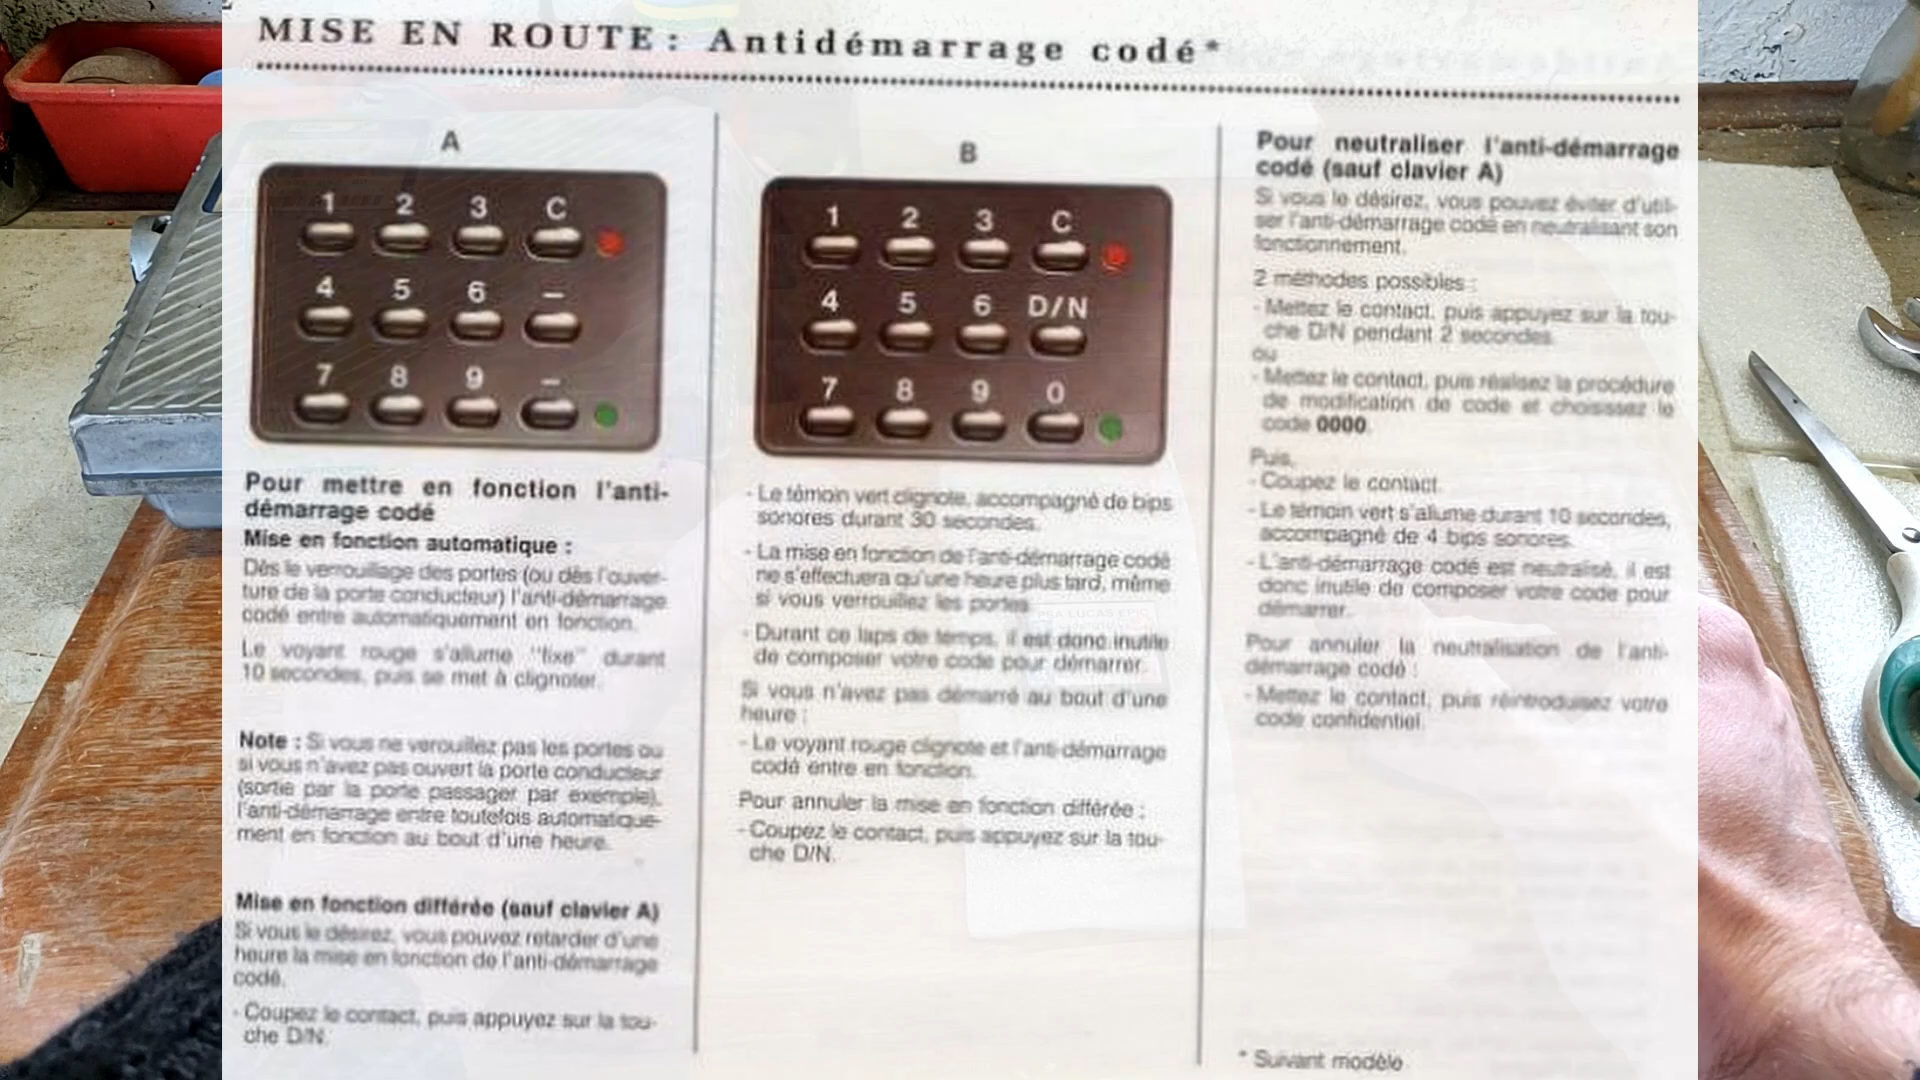 MISE EN ROUTE : Antidémarrage codé*
A
1 2 3 C
4 5 6 –
7 8 9 –
Pour mettre en fonction l'anti-
démarrage codé
Mise en fonction automatique :
Dès le verrouillage des portes (ou dès l'ouver-
ture de la porte conducteur) l'anti-démarrage
codé entre automatiquement en fonction.
Le voyant rouge s'allume "fixe" durant
10 secondes, puis se met à clignoter.
Note : Si vous ne verouillez pas les portes ou
si vous n'avez pas ouvert la porte conducteur
(sortie par la porte passager par exemple),
l'anti-démarrage entre toutefois automatique-
ment en fonction au bout d'une heure.
Mise en fonction différée (sauf clavier A)
Si vous le désirez, vous pouvez retarder d'une
heure la mise en fonction de l'anti-démarrage
codé.
- Coupez le contact, puis appuyez sur la tou-
che D/N.
B
1 2 3 C
4 5 6 D/N
7 8 9 0
- Le témoin vert clignote, accompagné de bips
sonores durant 30 secondes.
- La mise en fonction de l'anti-démarrage codé
ne s'effectuera qu'une heure plus tard, même
si vous verrouillez les portes.
- Durant ce laps de temps, il est donc inutile
de composer votre code pour démarrer.
Si vous n'avez pas démarré au bout d'une
heure :
- Le voyant rouge clignote et l'anti-démarrage
codé entre en fonction.
Pour annuler la mise en fonction différée :
- Coupez le contact, puis appuyez sur la tou-
che D/N.
Pour neutraliser l'anti-démarrage
codé (sauf clavier A)
Si vous le désirez, vous pouvez éviter d'utili-
ser l'anti-démarrage codé en neutralisant son
fonctionnement.
2 méthodes possibles :
- Mettez le contact, puis appuyez sur la tou-
che D/N pendant 2 secondes.
ou
- Mettez le contact, puis réalisez la procédure
de modification de code et choisissez le
code 0000.
Puis,
- Coupez le contact.
- Le témoin vert s'allume durant 10 secondes,
accompagné de 4 bips sonores.
- L'anti-démarrage codé est neutralisé, il est
donc inutile de composer votre code pour
démarrer.
Pour annuler la neutralisation de l'anti-
démarrage codé :
- Mettez le contact, puis réintroduisez votre
code confidentiel.
* Suivant modèle
PSA LUCAS EPIC